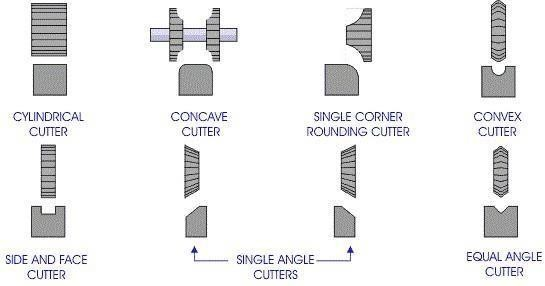 CYLINDRICAL
CUTTER
CONCAVE
CUTTER
SINGLE CORNER
ROUNDING CUTTER
CONVEX
CUTTER
SIDE AND FACE
CUTTER
SINGLE ANGLE
CUTTERS
EQUAL ANGLE
CUTTER